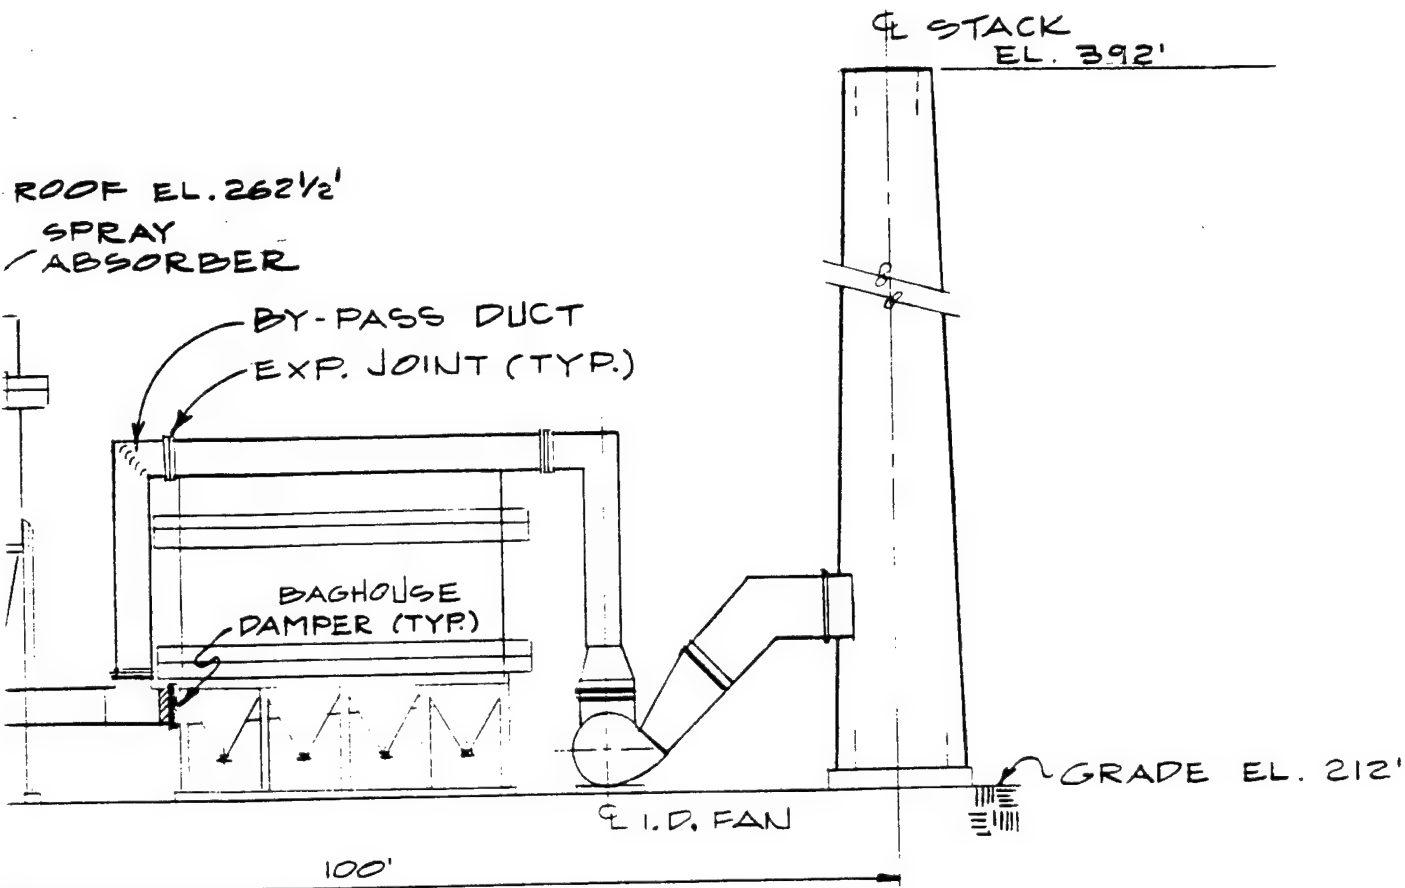 ℄ STACK
EL. 392'
ROOF EL. 262½'
SPRAY
ABSORBER
BY-PASS DUCT
EXP. JOINT (TYP.)
BAGHOUSE
DAMPER (TYP.)
GRADE EL. 212'
℄ I.D. FAN
100'